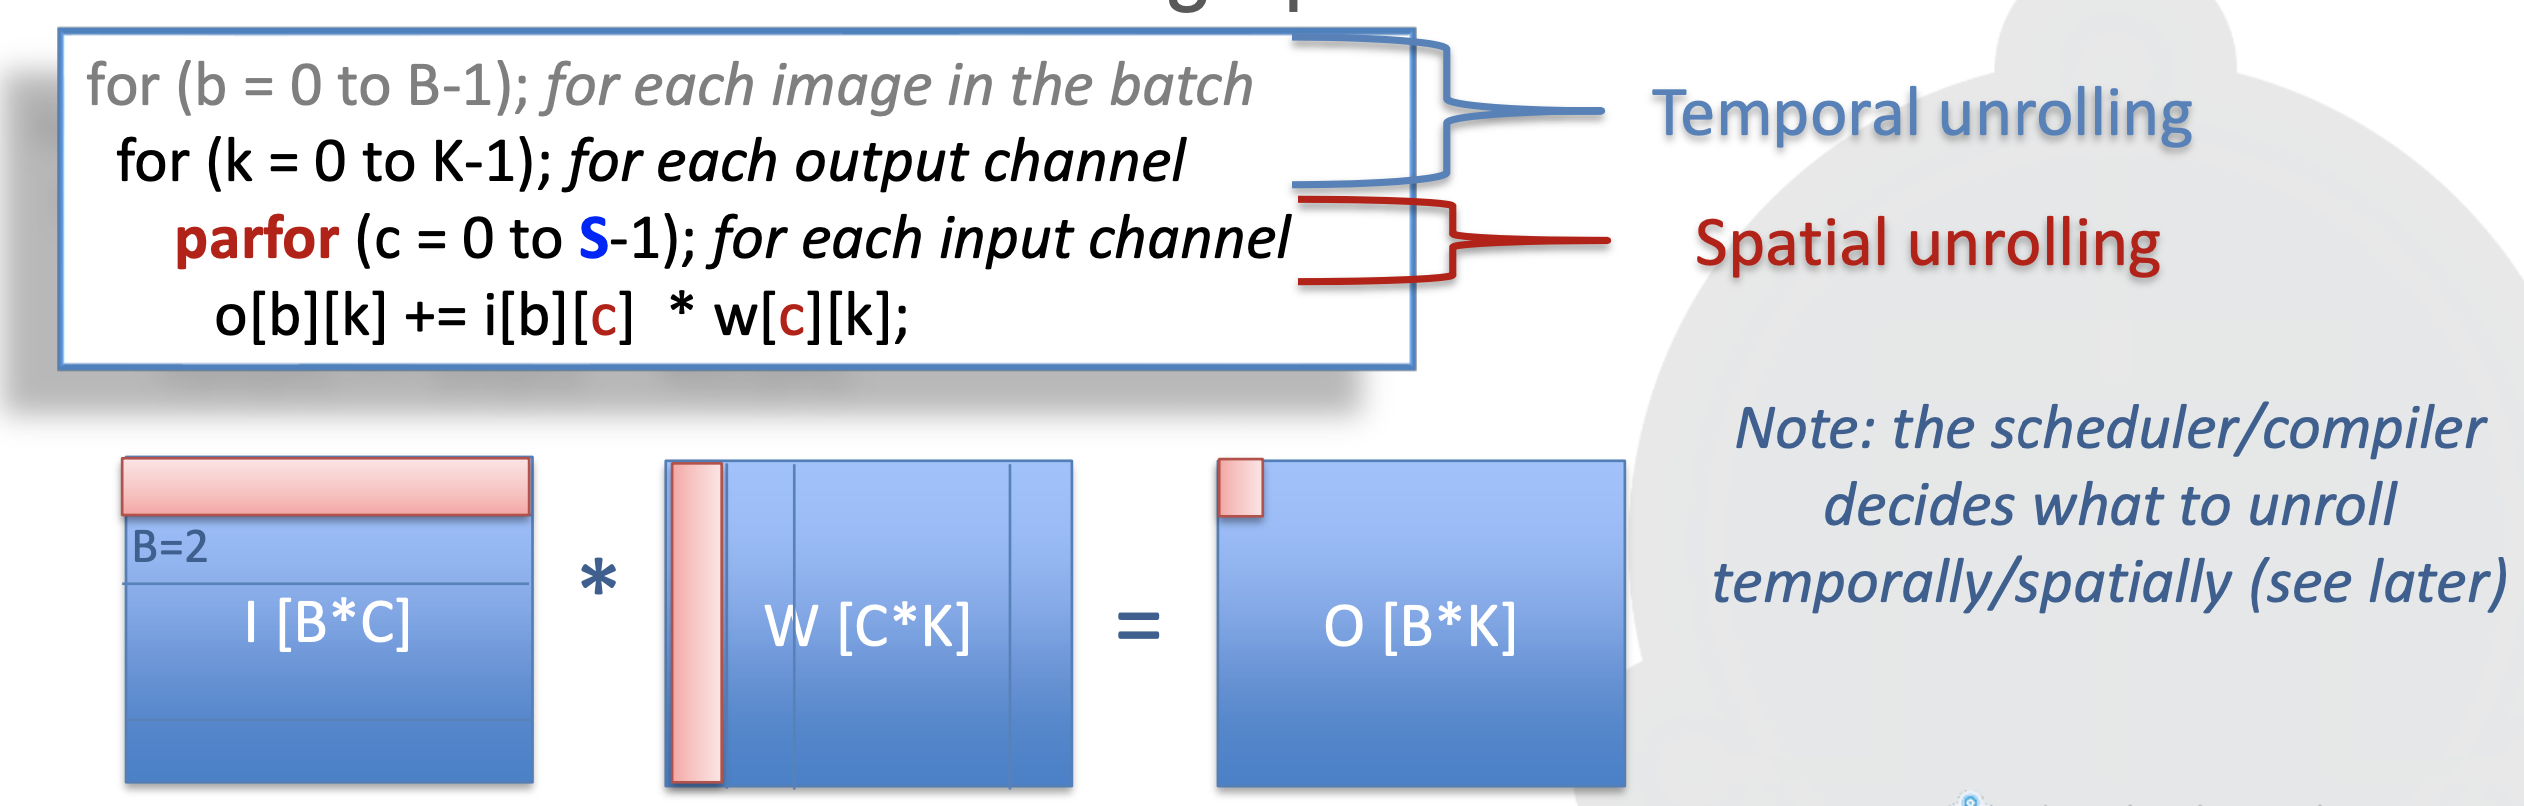 for (b = 0 to B-1); for each image in the batch
for (k = 0 to K-1); for each output channel
parfor (c = 0 to S-1); for each input channel
o[b][k] += i[b][c] * w[c][k];
Temporal unrolling
Spatial unrolling
Note: the scheduler/compiler
decides what to unroll
temporally/spatially (see later)
B=2
I [B*C]
*
W [C*K]
=
O [B*K]